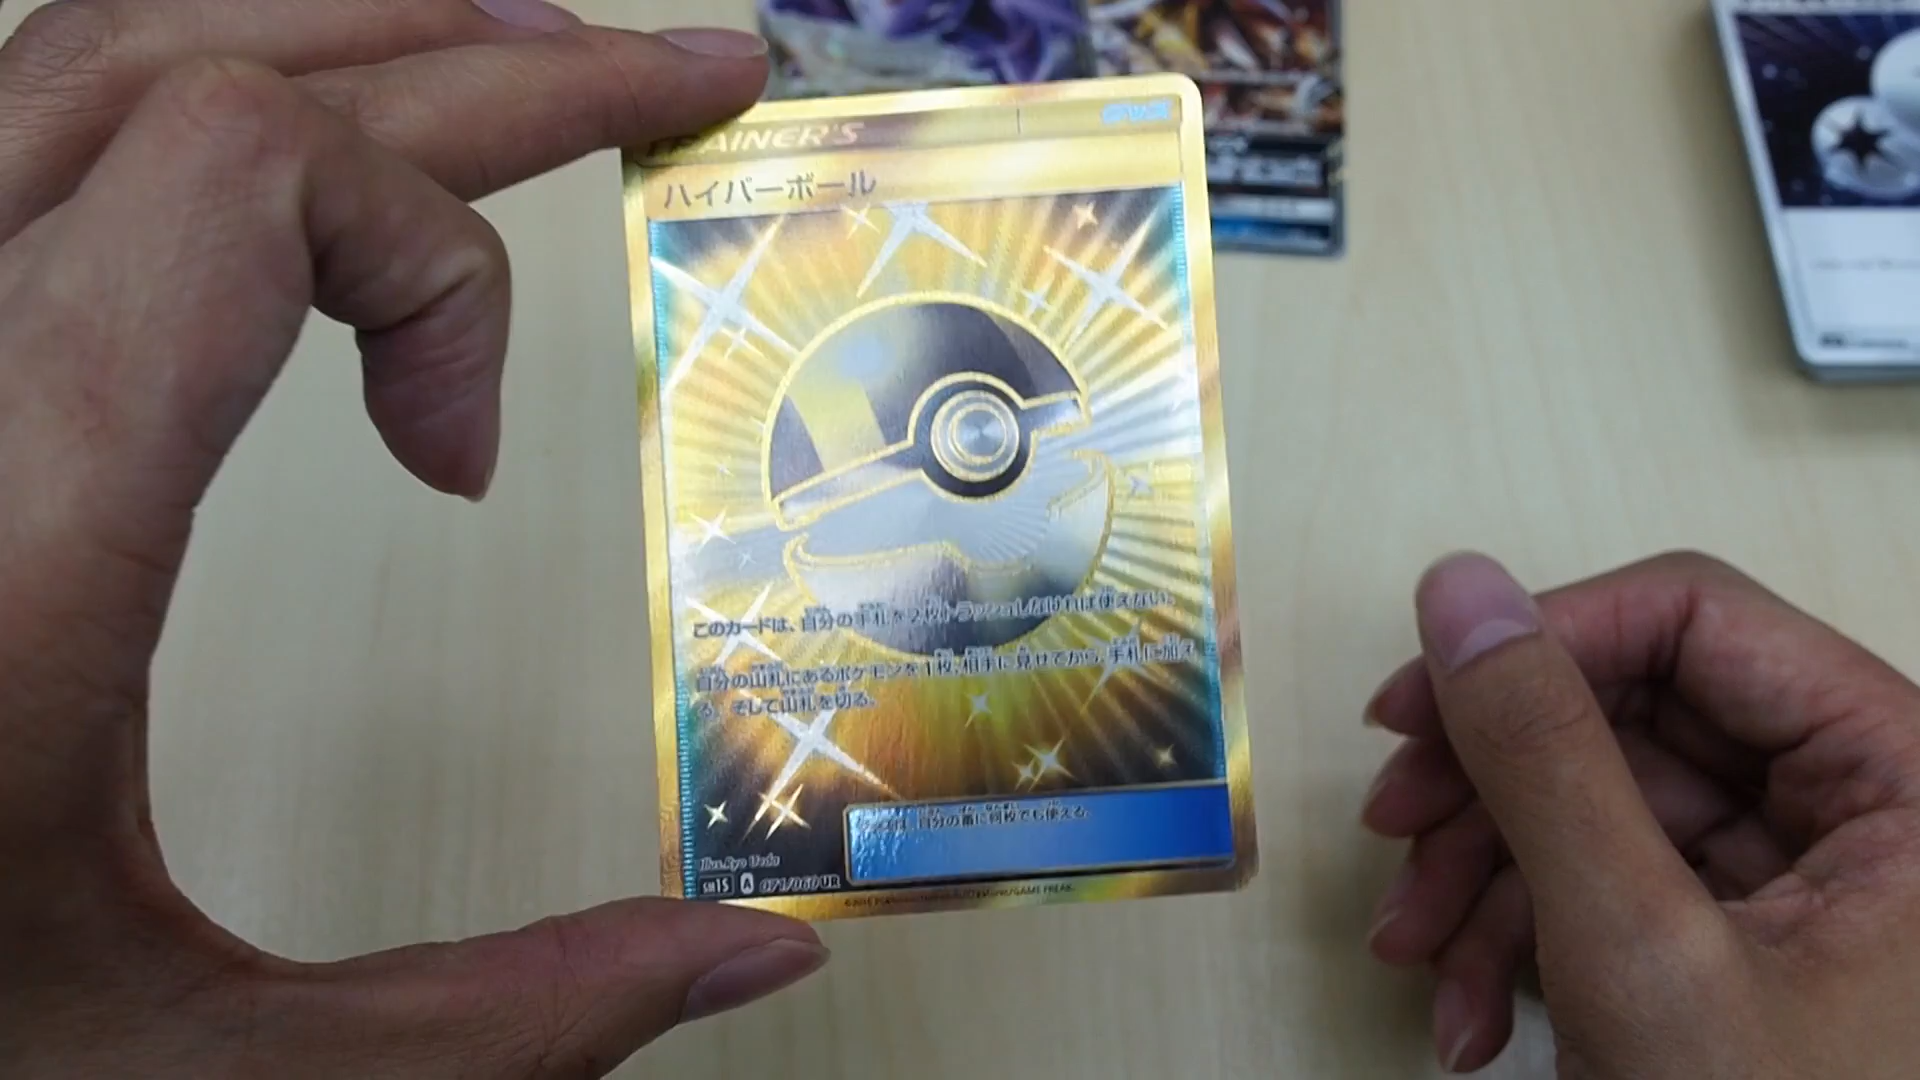 TRAINER'S
グッズ
ハイパーボール
このカードは、自分の手札を2枚トラッシュしなければ使えない。
自分の山札にあるポケモンを1枚、相手に見せてから、手札に加え
る。そして山札を切る。
グッズは、自分の番に何枚でも使える。
Illus.Ryo Ueda
SM1S A 071/060 UR
GAME FREAK.